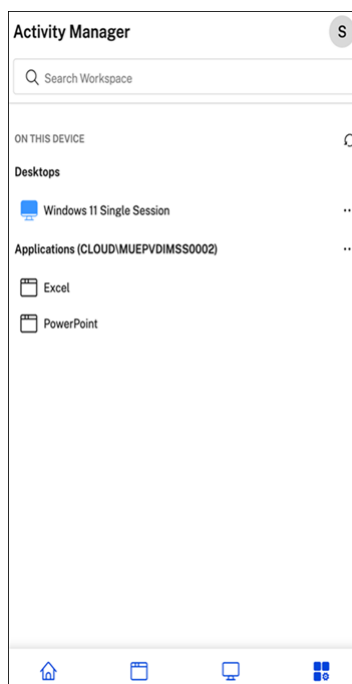 Activity Manager
S
Search Workspace
ON THIS DEVICE
Desktops
Windows 11 Single Session
Applications (CLOUD\MUEPVDIMSS0002)
Excel
PowerPoint